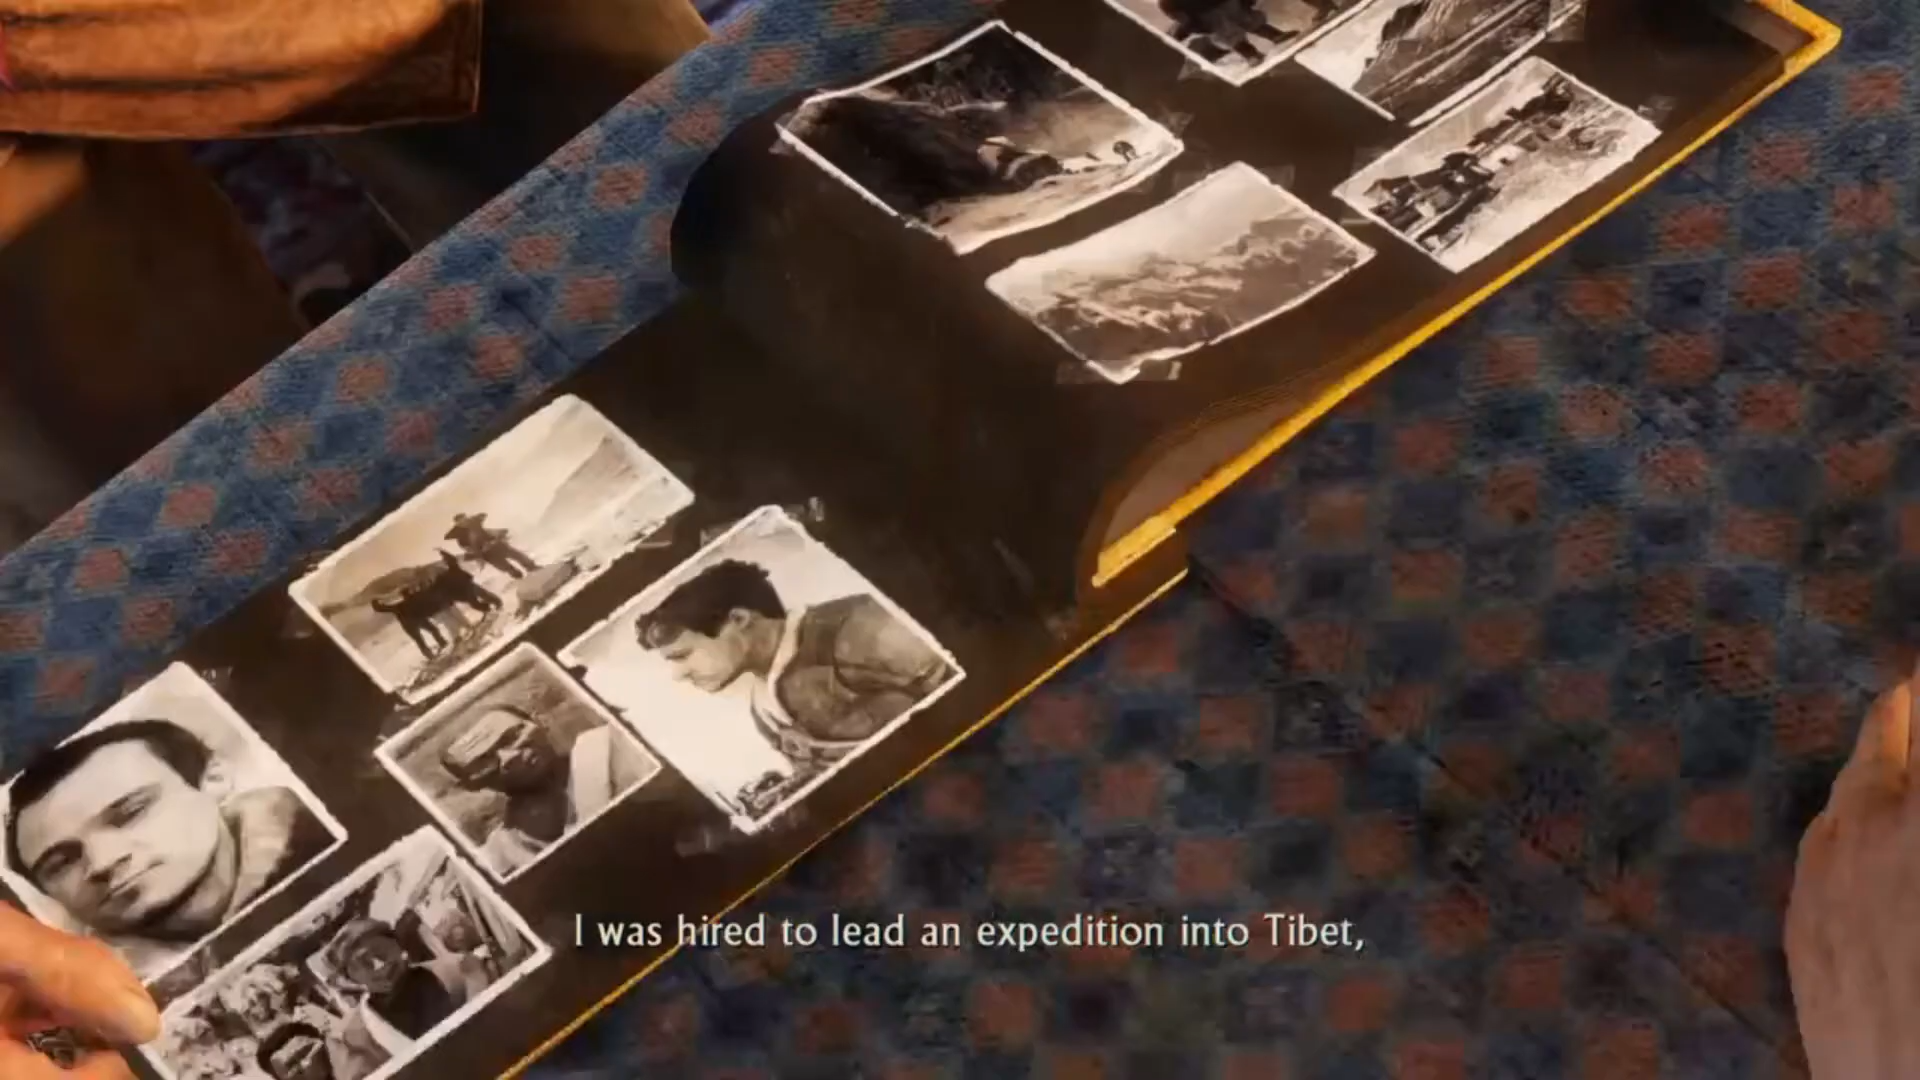 I was hired to lead an expedition into Tibet,